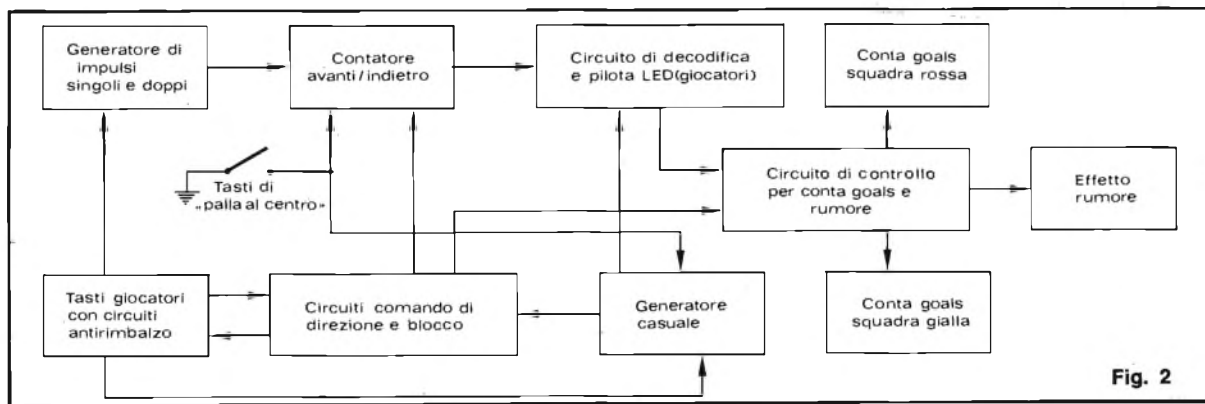 Generatore di
impulsi
singoli e doppi
Contatore
avanti/indietro
Circuito di decodifica
e pilota LED(giocatori)
Conta goals
squadra rossa
Tasti di
„palla al centro"
Circuito di controllo
per conta goals e
rumore
Effetto
rumore
Tasti giocatori
con circuiti
antirimbalzo
Circuiti comando di
direzione e blocco
Generatore
casuale
Conta goals
squadra gialla
Fig. 2